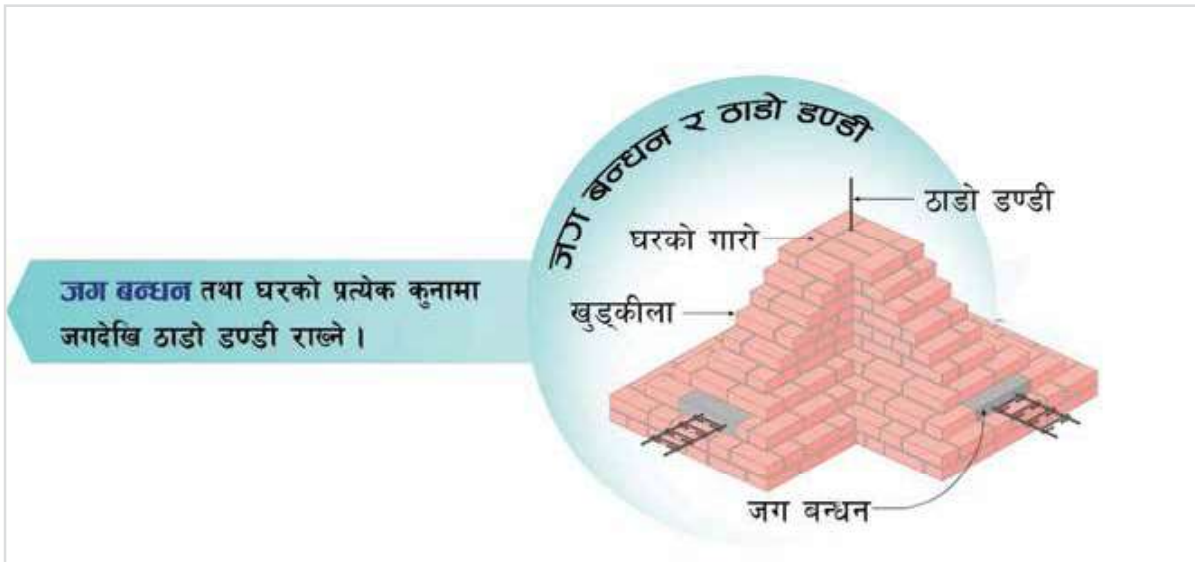 जग बन्धन र ठाडो डण्डी
ठाडो डण्डी
घरको गारो
खुड्कीला
जग बन्धन तथा घरको प्रत्येक कुनामा
जगदेखि ठाडो डण्डी राख्ने ।
जग बन्धन